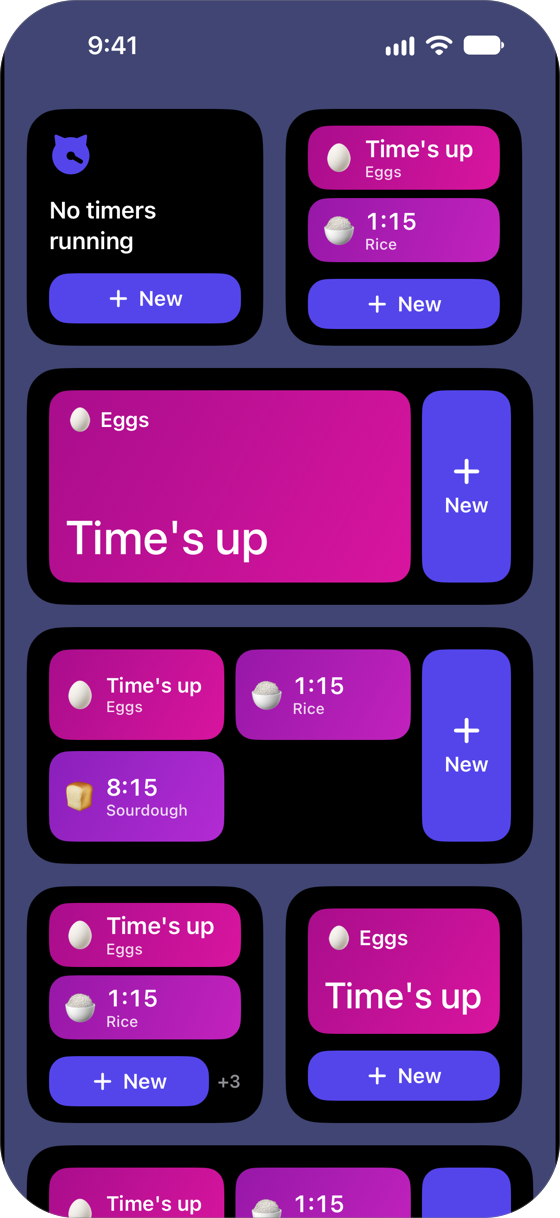 9:41
No timers
running
+ New
Time's up
Eggs
1:15
Rice
+ New
Eggs
Time's up
+
New
Time's up
Eggs
1:15
Rice
8:15
Sourdough
+
New
Time's up
Eggs
1:15
Rice
+ New +3
Eggs
Time's up
+ New
Time's up
1:15